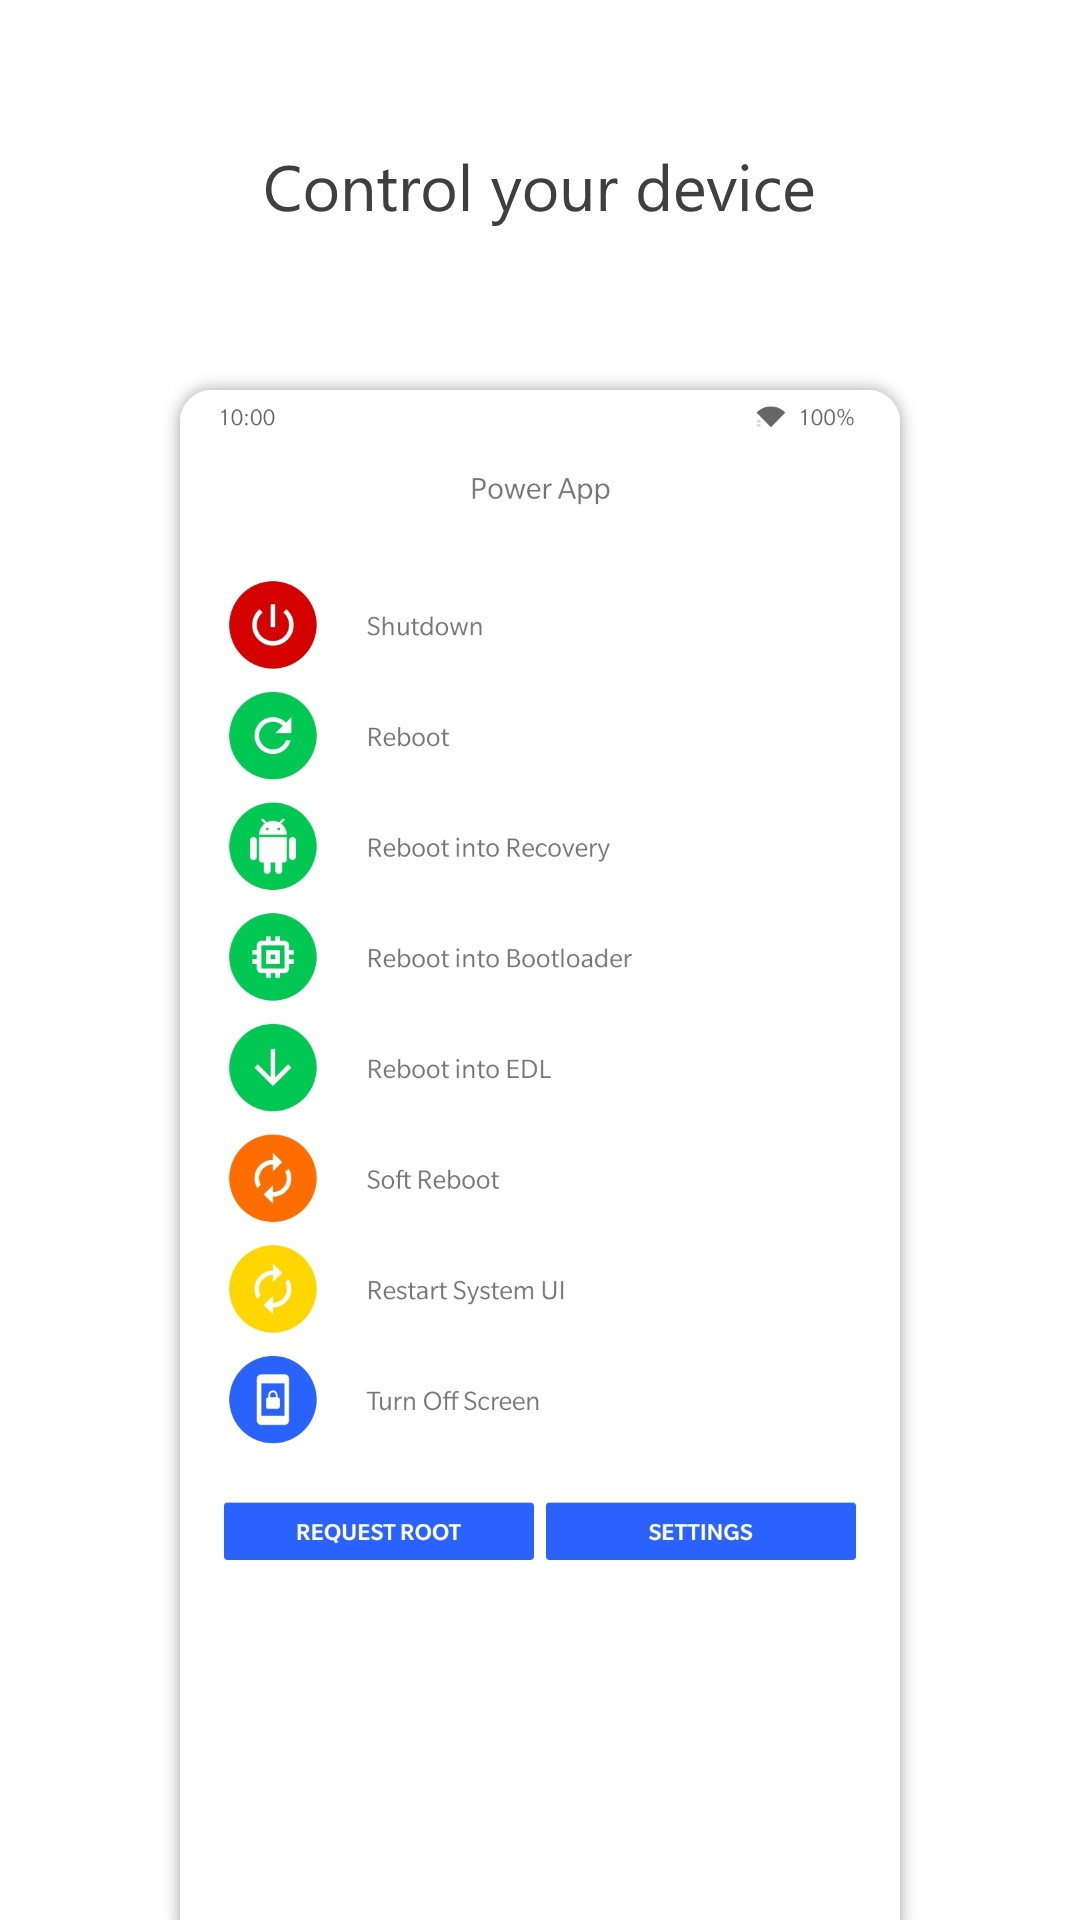 Control your device
10:00 100%
Power App
Shutdown
Reboot
Reboot into Recovery
Reboot into Bootloader
Reboot into EDL
Soft Reboot
Restart System UI
Turn Off Screen
REQUEST ROOT SETTINGS